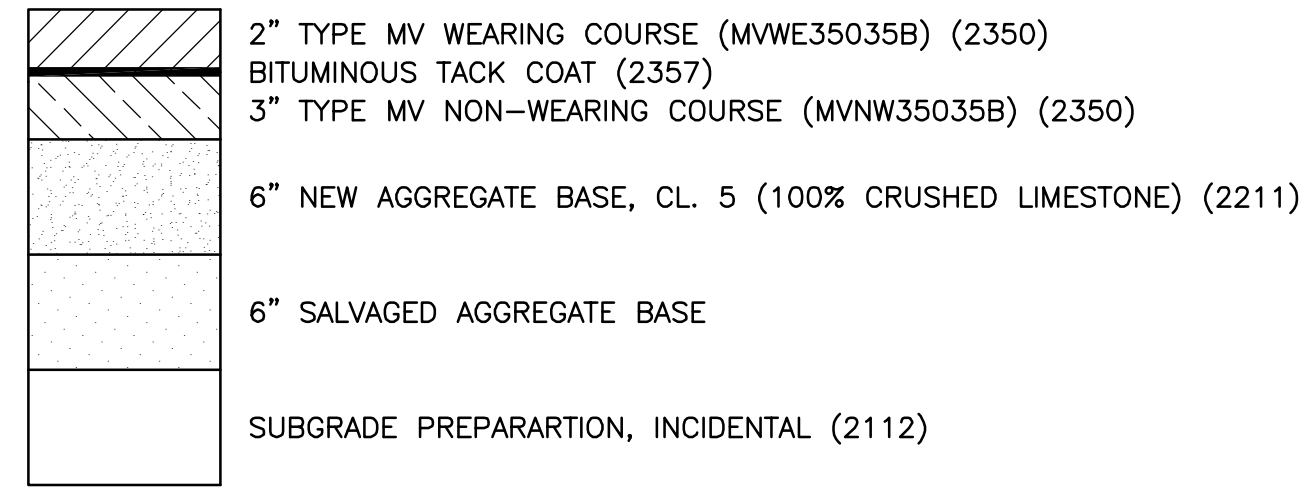 2” TYPE MV WEARING COURSE (MVWE35035B) (2350)
BITUMINOUS TACK COAT (2357)
3” TYPE MV NON–WEARING COURSE (MVNW35035B) (2350)
6” NEW AGGREGATE BASE, CL. 5 (100% CRUSHED LIMESTONE) (2211)
6” SALVAGED AGGREGATE BASE
SUBGRADE PREPARARTION, INCIDENTAL (2112)